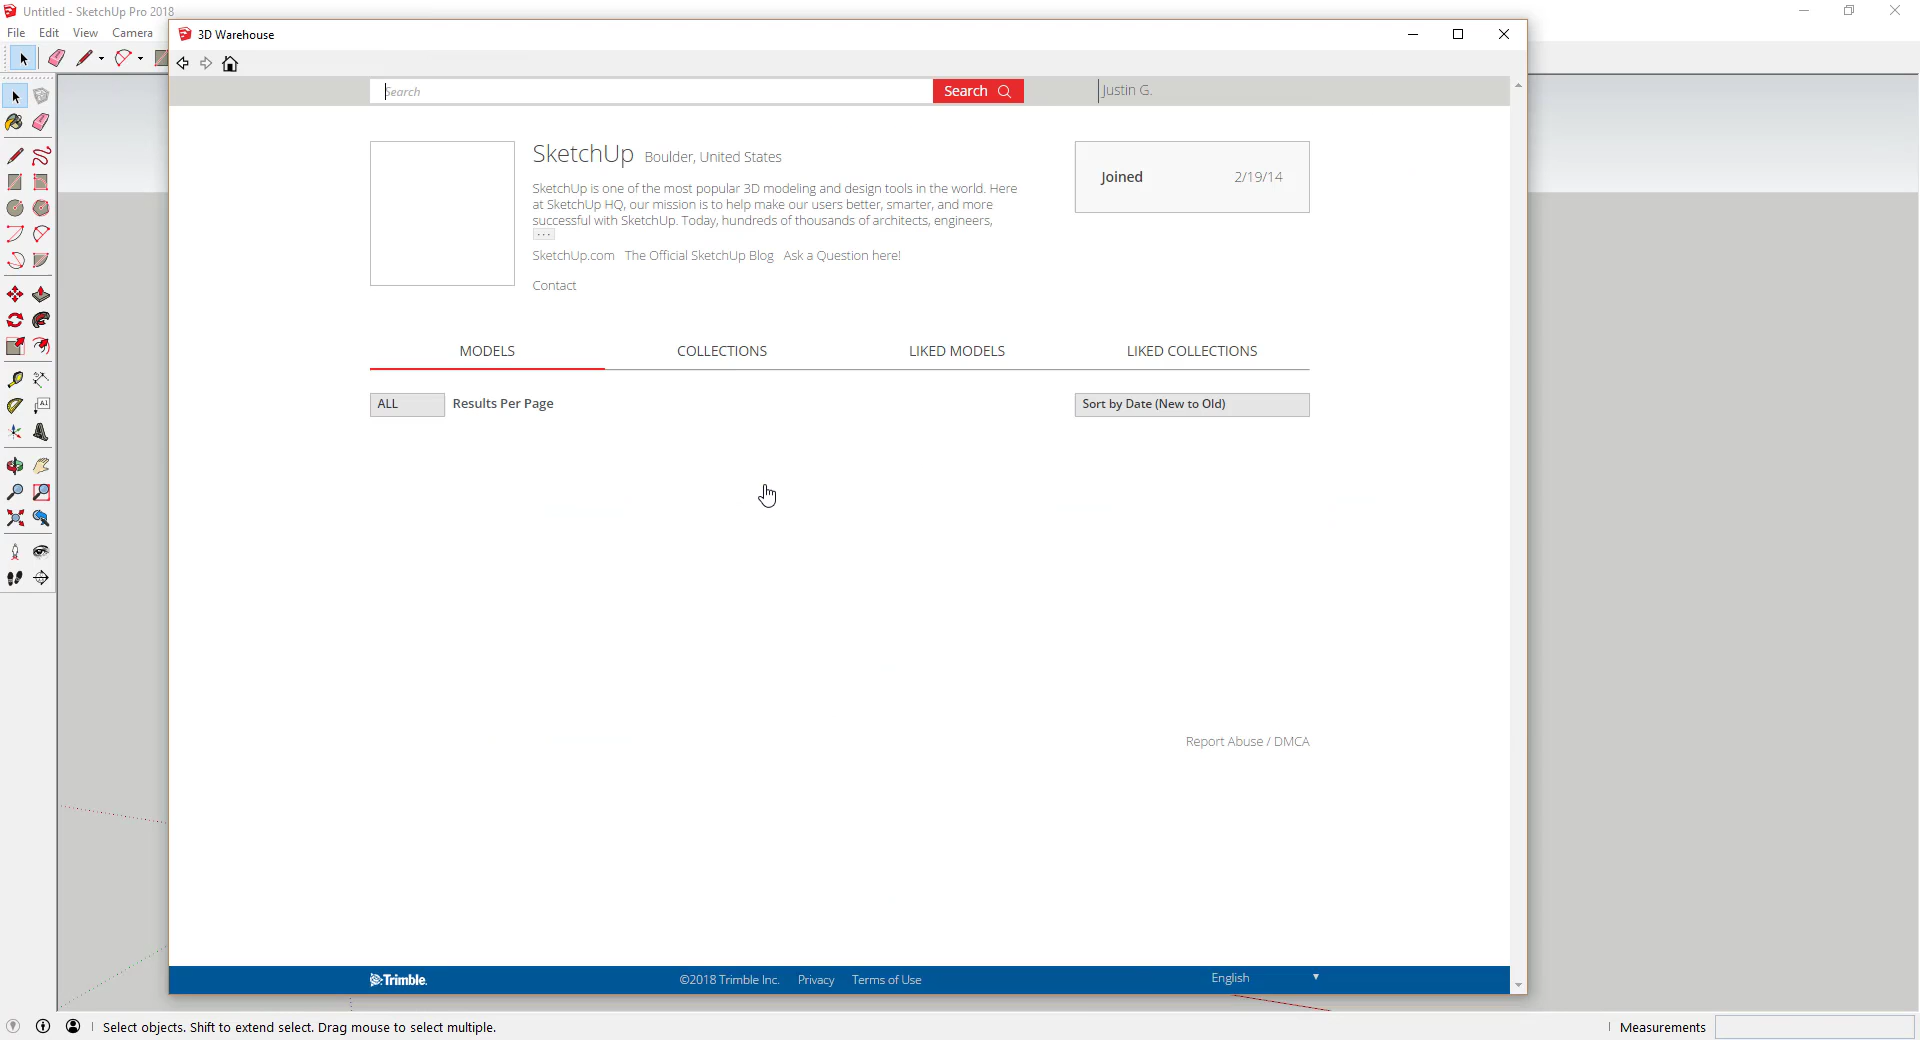 Untitled - SketchUp Pro 2018
File Edit View Camera
3D Warehouse
Search
Search
Justin G.
SketchUp Boulder, United States
SketchUp is one of the most popular 3D modeling and design tools in the world. Here
at SketchUp HQ, our mission is to help make our users better, smarter, and more
successful with SketchUp. Today, hundreds of thousands of architects, engineers,
...
SketchUp.com The Official SketchUp Blog Ask a Question here!
Contact
Joined 2/19/14
MODELS COLLECTIONS LIKED MODELS LIKED COLLECTIONS
ALL Results Per Page
Sort by Date (New to Old)
Report Abuse / DMCA
Trimble.
©2018 Trimble Inc. Privacy Terms of Use
English
Select objects. Shift to extend select. Drag mouse to select multiple.
Measurements